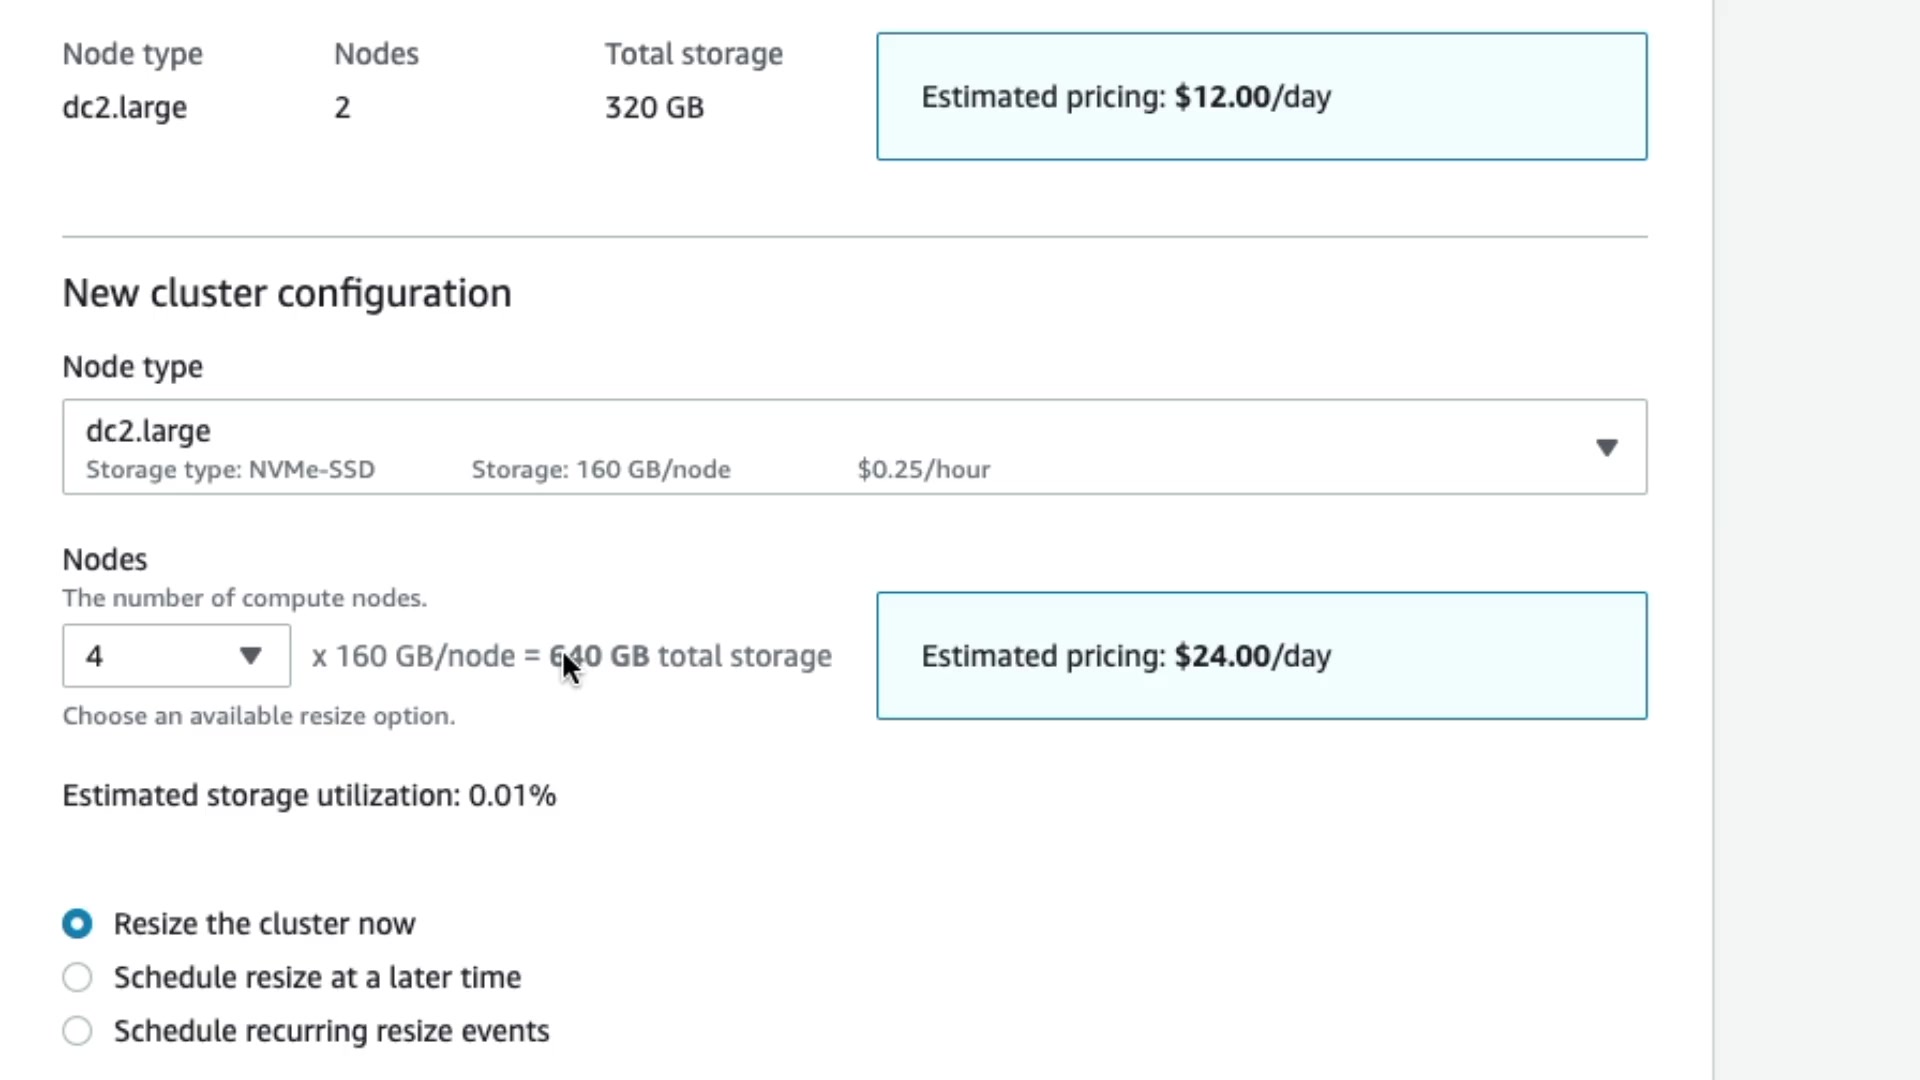 Node type Nodes Total storage
dc2.large 2 320 GB
Estimated pricing: $12.00/day
New cluster configuration
Node type
dc2.large
Storage type: NVMe-SSD Storage: 160 GB/node $0.25/hour
Nodes
The number of compute nodes.
4 x 160 GB/node = 640 GB total storage
Estimated pricing: $24.00/day
Choose an available resize option.
Estimated storage utilization: 0.01%
Resize the cluster now
Schedule resize at a later time
Schedule recurring resize events